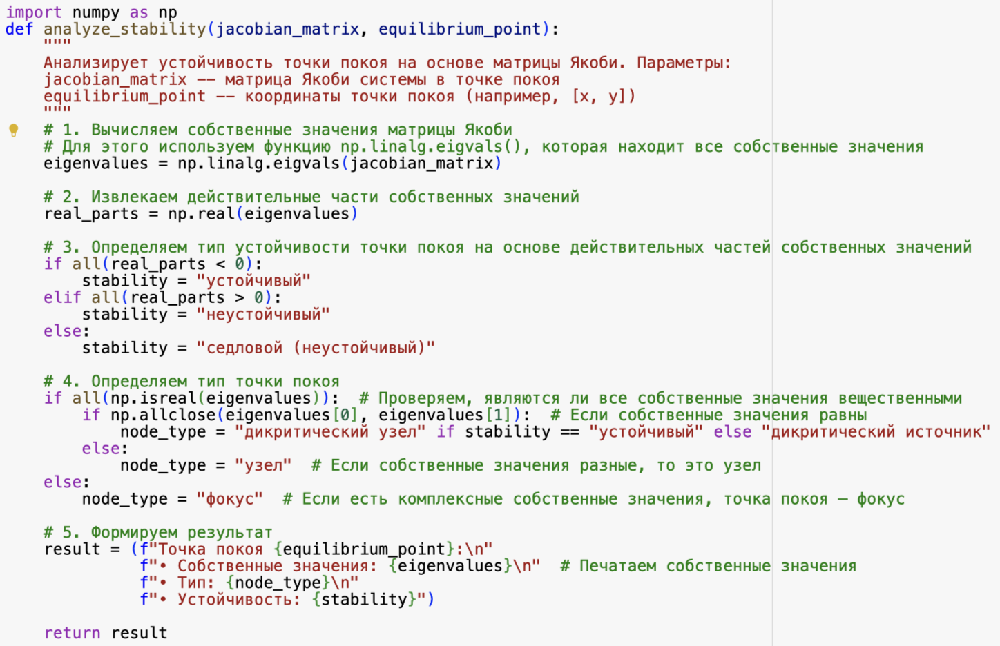 import numpy as np
def analyze_stability(jacobian_matrix, equilibrium_point):
    """
    Анализирует устойчивость точки покоя на основе матрицы Якоби. Параметры:
    jacobian_matrix –– матрица Якоби системы в точке покоя
    equilibrium_point –– координаты точки покоя (например, [x, y])
    """
    # 1. Вычисляем собственные значения матрицы Якоби
    # Для этого используем функцию np.linalg.eigvals(), которая находит все собственные значения
    eigenvalues = np.linalg.eigvals(jacobian_matrix)

    # 2. Извлекаем действительные части собственных значений
    real_parts = np.real(eigenvalues)

    # 3. Определяем тип устойчивости точки покоя на основе действительных частей собственных значений
    if all(real_parts < 0):
        stability = "устойчивый"
    elif all(real_parts > 0):
        stability = "неустойчивый"
    else:
        stability = "седловой (неустойчивый)"

    # 4. Определяем тип точки покоя
    if all(np.isreal(eigenvalues)):  # Проверяем, являются ли все собственные значения вещественными
        if np.allclose(eigenvalues[0], eigenvalues[1]):  # Если собственные значения равны
            node_type = "дикритический узел" if stability == "устойчивый" else "дикритический источник"
        else:
            node_type = "узел"  # Если собственные значения разные, то это узел
    else:
        node_type = "фокус"  # Если есть комплексные собственные значения, точка покоя — фокус

    # 5. Формируем результат
    result = (f"Точка покоя {equilibrium_point}:\n"
              f"• Собственные значения: {eigenvalues}\n"  # Печатаем собственные значения
              f"• Тип: {node_type}\n"
              f"• Устойчивость: {stability}")

    return result